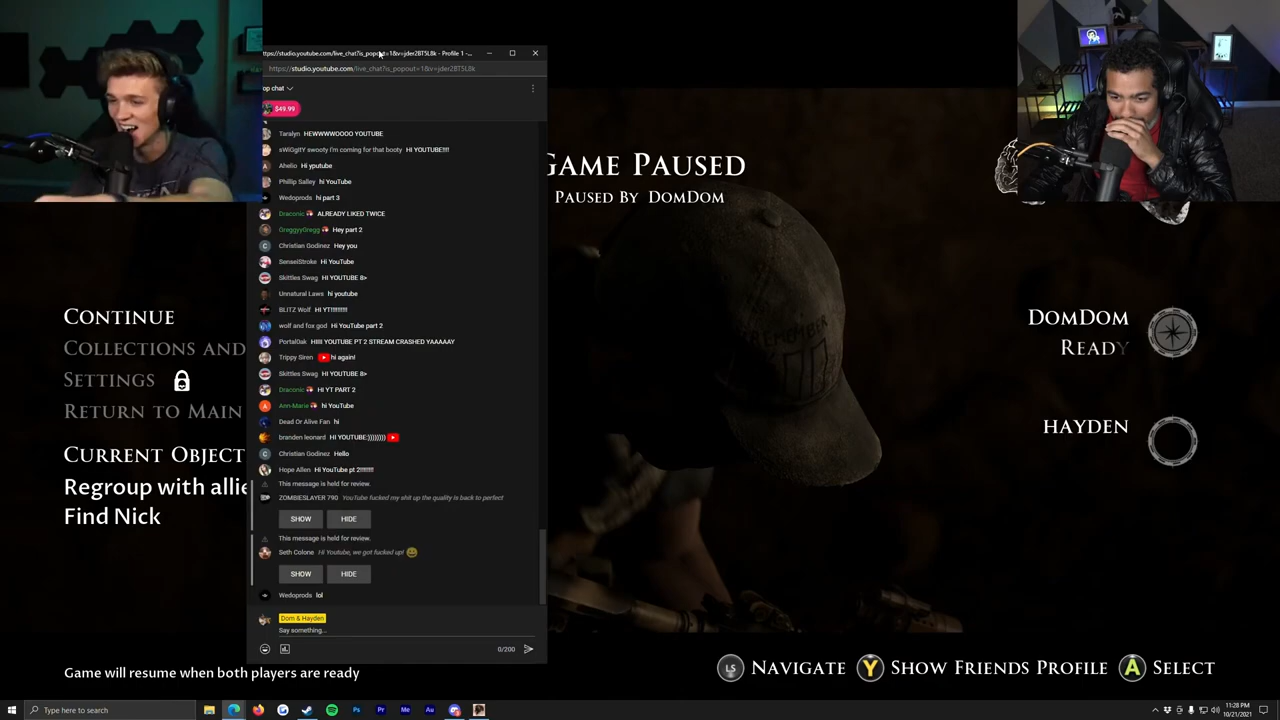 https://studio.youtube.com/live_chat?is_popout=1&v=jder2BT5L8k - Profile 1 -...
https://studio.youtube.com/live_chat?is_popout=1&v=jder2BT5L8k
op chat
$49.99
Taralyn HEWWWWOOOO YOUTUBE
sWiGgItY swooty I'm coming for that booty HI YOUTUBE!!!!
Ahelio Hi yputube
Phillip Salley hi YouTube
Wedoprods hi part 3
Draconic ALREADY LIKED TWICE
GreggyyGregg Hey part 2
Christian Godinez Hey you
SenseiStroke Hi YouTube
Skittles Swag HI YOUTUBE 8>
Unnatural Laws hi youtube
BLITZ Wolf HI YT!!!!!!!!!!
wolf and fox god Hi YouTube part 2
PortalOak HIIII YOUTUBE PT 2 STREAM CRASHED YAAAAY
Trippy Siren hi again!
Skittles Swag HI YOUTUBE 8>
Draconic HI YT PART 2
A Ann-Marie hi YouTube
Dead Or Alive Fan hi
branden leonard HI YOUTUBE:))))))))
C Christian Godinez Hello
Hope Allen Hi YouTube pt 2!!!!!!!!!
This message is held for review.
ZOMBIESLAYER 790 YouTube fucked my shit up the quality is back to perfect
SHOW HIDE
This message is held for review.
Seth Colone Hi Youtube, we got fucked up!
SHOW HIDE
Wedoprods lol
Dom & Hayden
Say something...
0/200
Game Paused
Paused By DomDom
Continue
Collections and
Settings
Return to Main
Current Object
Regroup with allie
Find Nick
DomDom
Ready
HAYDEN
Game will resume when both players are ready
LS Navigate Y Show Friends Profile A Select
Type here to search
11:28 PM
10/21/2021